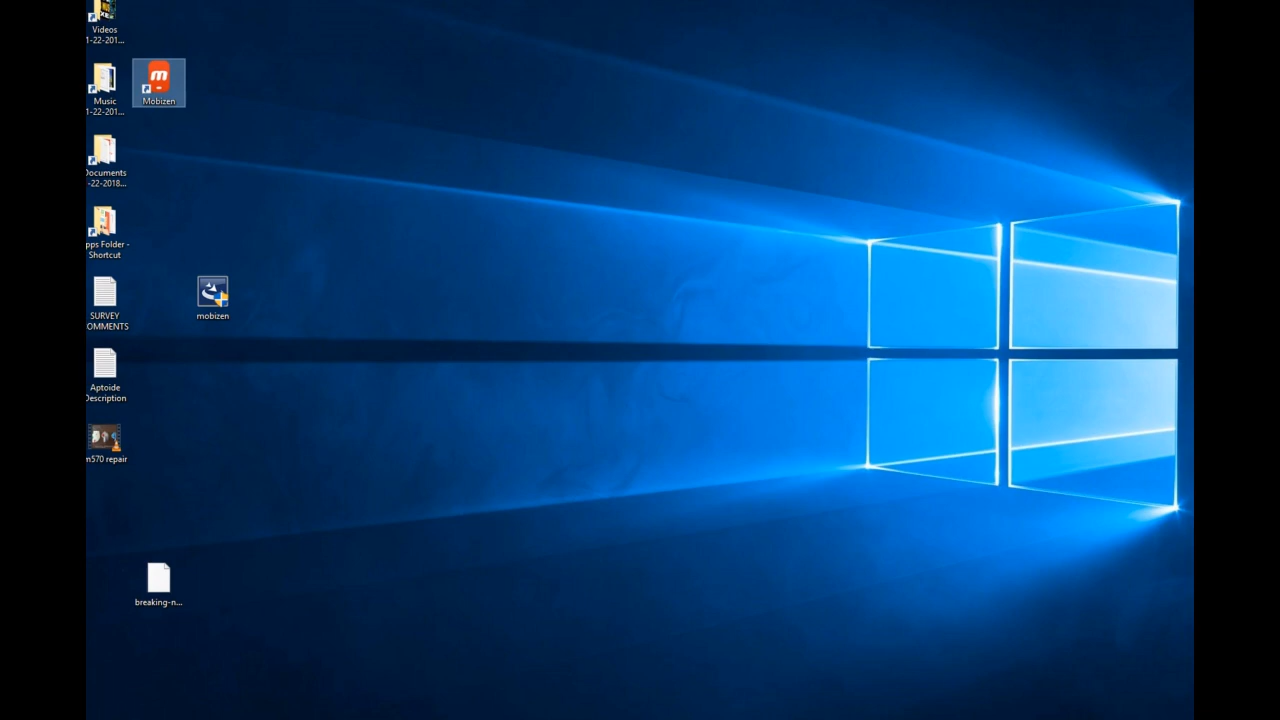 Videos
1-22-201...
Music
1-22-201...
m
Mobizen
Documents
-22-2018...
pps Folder -
Shortcut
SURVEY
OMMENTS
mobizen
Aptoide
Description
m570 repair
breaking-n...